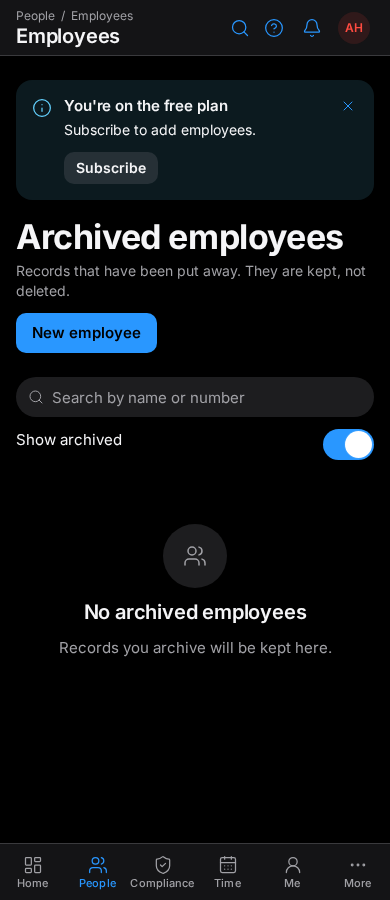 People / Employees
Employees
AH
You're on the free plan
Subscribe to add employees.
Subscribe
Archived employees
Records that have been put away. They are kept, not
deleted.
New employee
Search by name or number
Show archived
No archived employees
Records you archive will be kept here.
Home People Compliance Time Me More